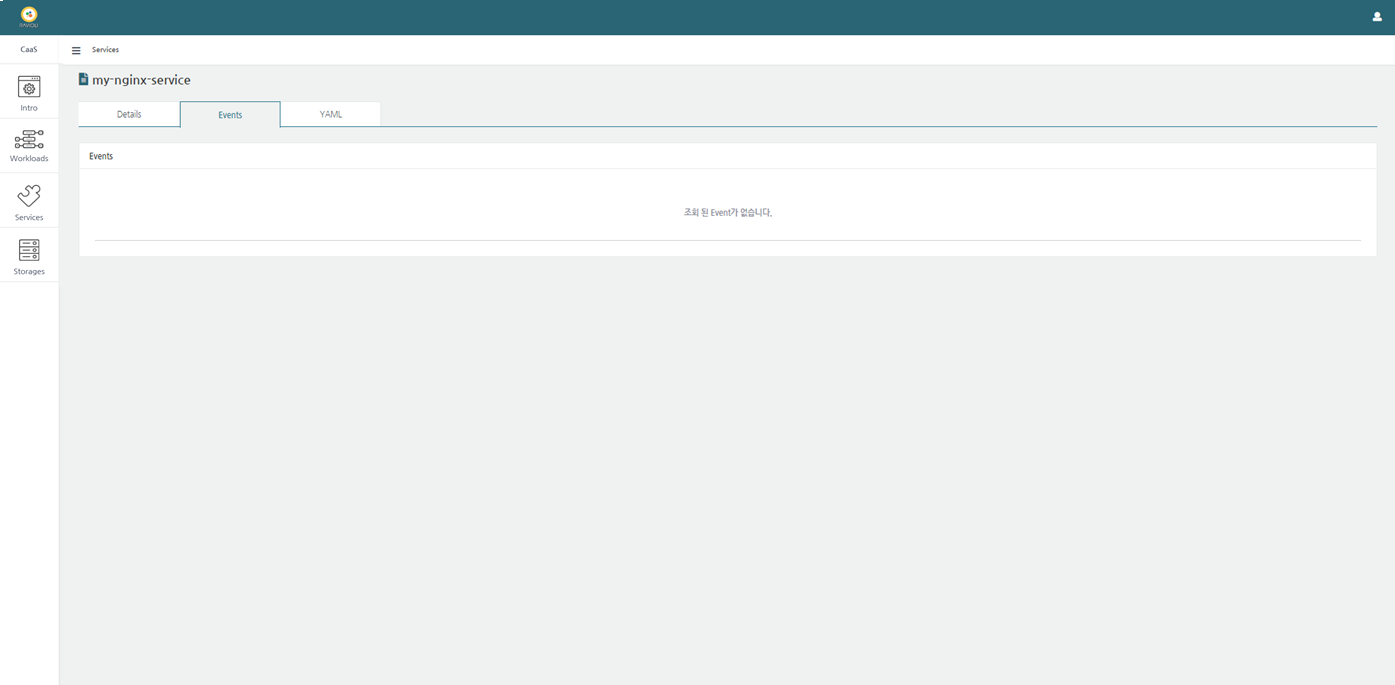 CaaS
Services
Intro
Workloads
Services
Storages
my-nginx-service
Details
Events
YAML
Events
조회 된 Event가 없습니다.